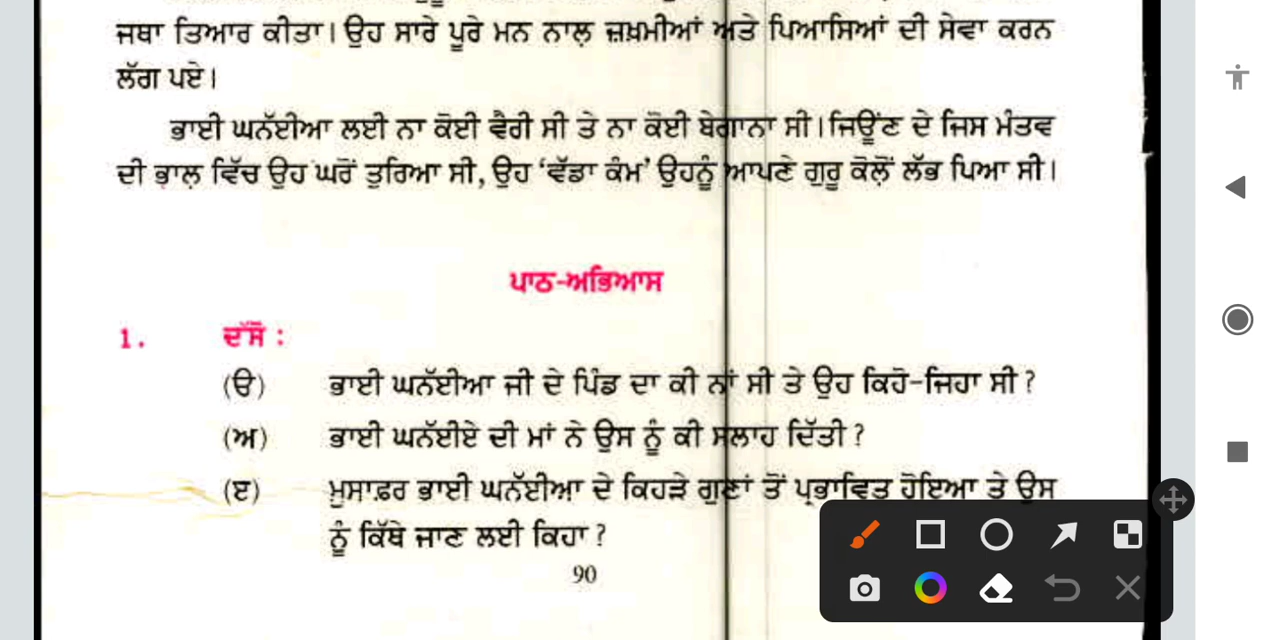 ਜਥਾ ਤਿਆਰ ਕੀਤਾ। ਉਹ ਸਾਰੇ ਪੂਰੇ ਮਨ ਨਾਲ਼ ਜ਼ਖ਼ਮੀਆਂ ਅਤੇ ਪਿਆਸਿਆਂ ਦੀ ਸੇਵਾ ਕਰਨ
ਲੱਗ ਪਏ।
ਭਾਈ ਘਨੱਈਆ ਲਈ ਨਾ ਕੋਈ ਵੈਰੀ ਸੀ ਤੇ ਨਾ ਕੋਈ ਬੇਗਾਨਾ ਸੀ। ਜਿਊਂਣ ਦੇ ਜਿਸ ਮੰਤਵ
ਦੀ ਭਾਲ਼ ਵਿੱਚ ਉਹ ਘਰੋਂ ਤੁਰਿਆ ਸੀ, ਉਹ ‘ਵੱਡਾ ਕੰਮ’ ਉਹਨੂੰ ਆਪਣੇ ਗੁਰੂ ਕੋਲ਼ੋਂ ਲੱਭ ਪਿਆ ਸੀ।
ਪਾਠ-ਅਭਿਆਸ
1. ਦੱਸੋ :
(ੳ) ਭਾਈ ਘਨੱਈਆ ਜੀ ਦੇ ਪਿੰਡ ਦਾ ਕੀ ਨਾਂ ਸੀ ਤੇ ਉਹ ਕਿਹੋ-ਜਿਹਾ ਸੀ ?
(ਅ) ਭਾਈ ਘਨੱਈਏ ਦੀ ਮਾਂ ਨੇ ਉਸ ਨੂੰ ਕੀ ਸਲਾਹ ਦਿੱਤੀ ?
(ੲ) ਮੁਸਾਫ਼ਰ ਭਾਈ ਘਨੱਈਆ ਦੇ ਕਿਹੜੇ ਗੁਣਾਂ ਤੋਂ ਪ੍ਰਭਾਵਿਤ ਹੋਇਆ ਤੇ ਉਸ
ਨੂੰ ਕਿੱਥੇ ਜਾਣ ਲਈ ਕਿਹਾ ?
90